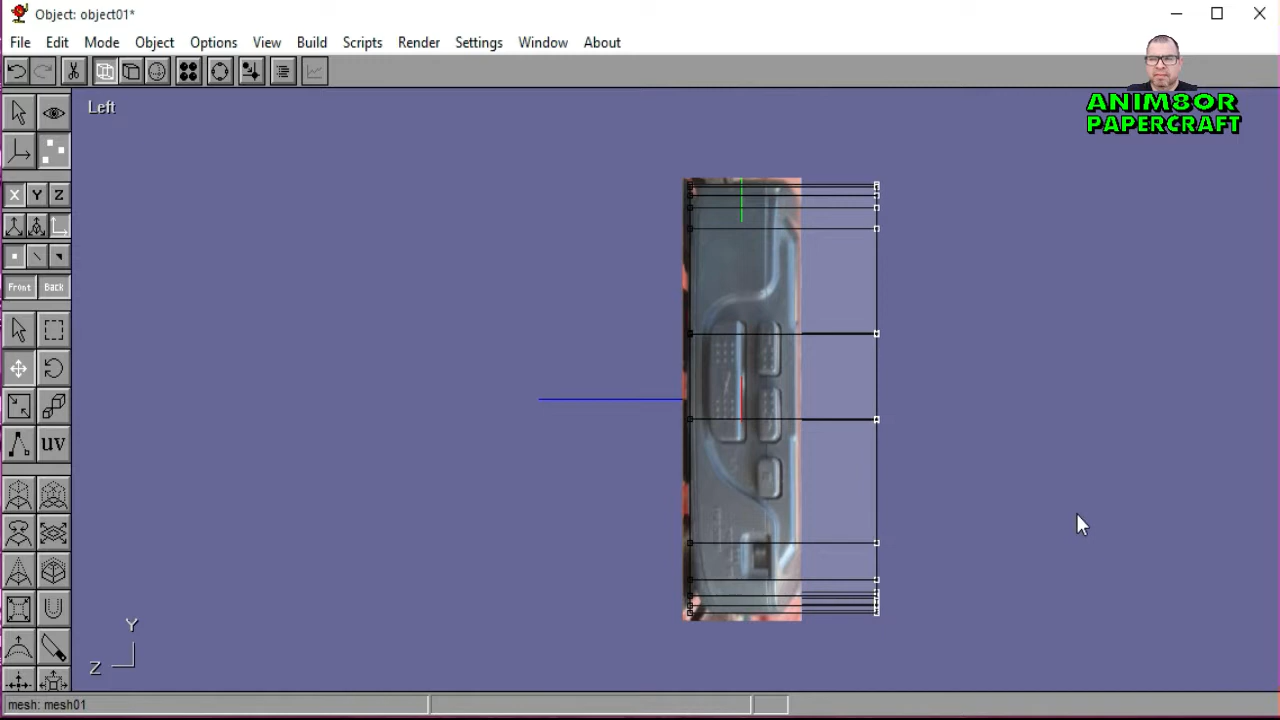 Object: object01*
File Edit Mode Object Options View Build Scripts Render Settings Window About
ANIM8OR
PAPERCRAFT
Left
X Y Z
Front Back
uv
Y
Z
mesh: mesh01